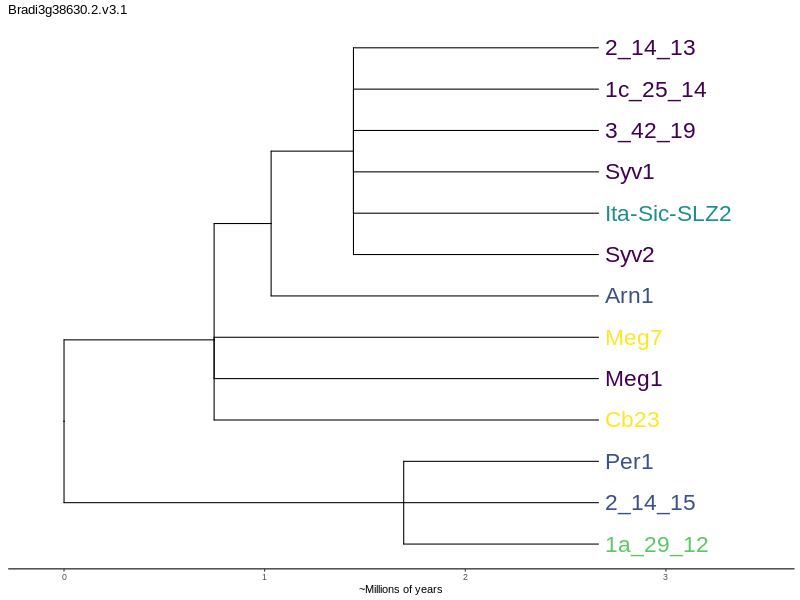 Bradi3g38630.2.v3.1
2_14_13
1c_25_14
3_42_19
Syv1
Ita-Sic-SLZ2
Syv2
Arn1
Meg7
Meg1
Cb23
Per1
2_14_15
1a_29_12
0 1 2 3
~Millions of years